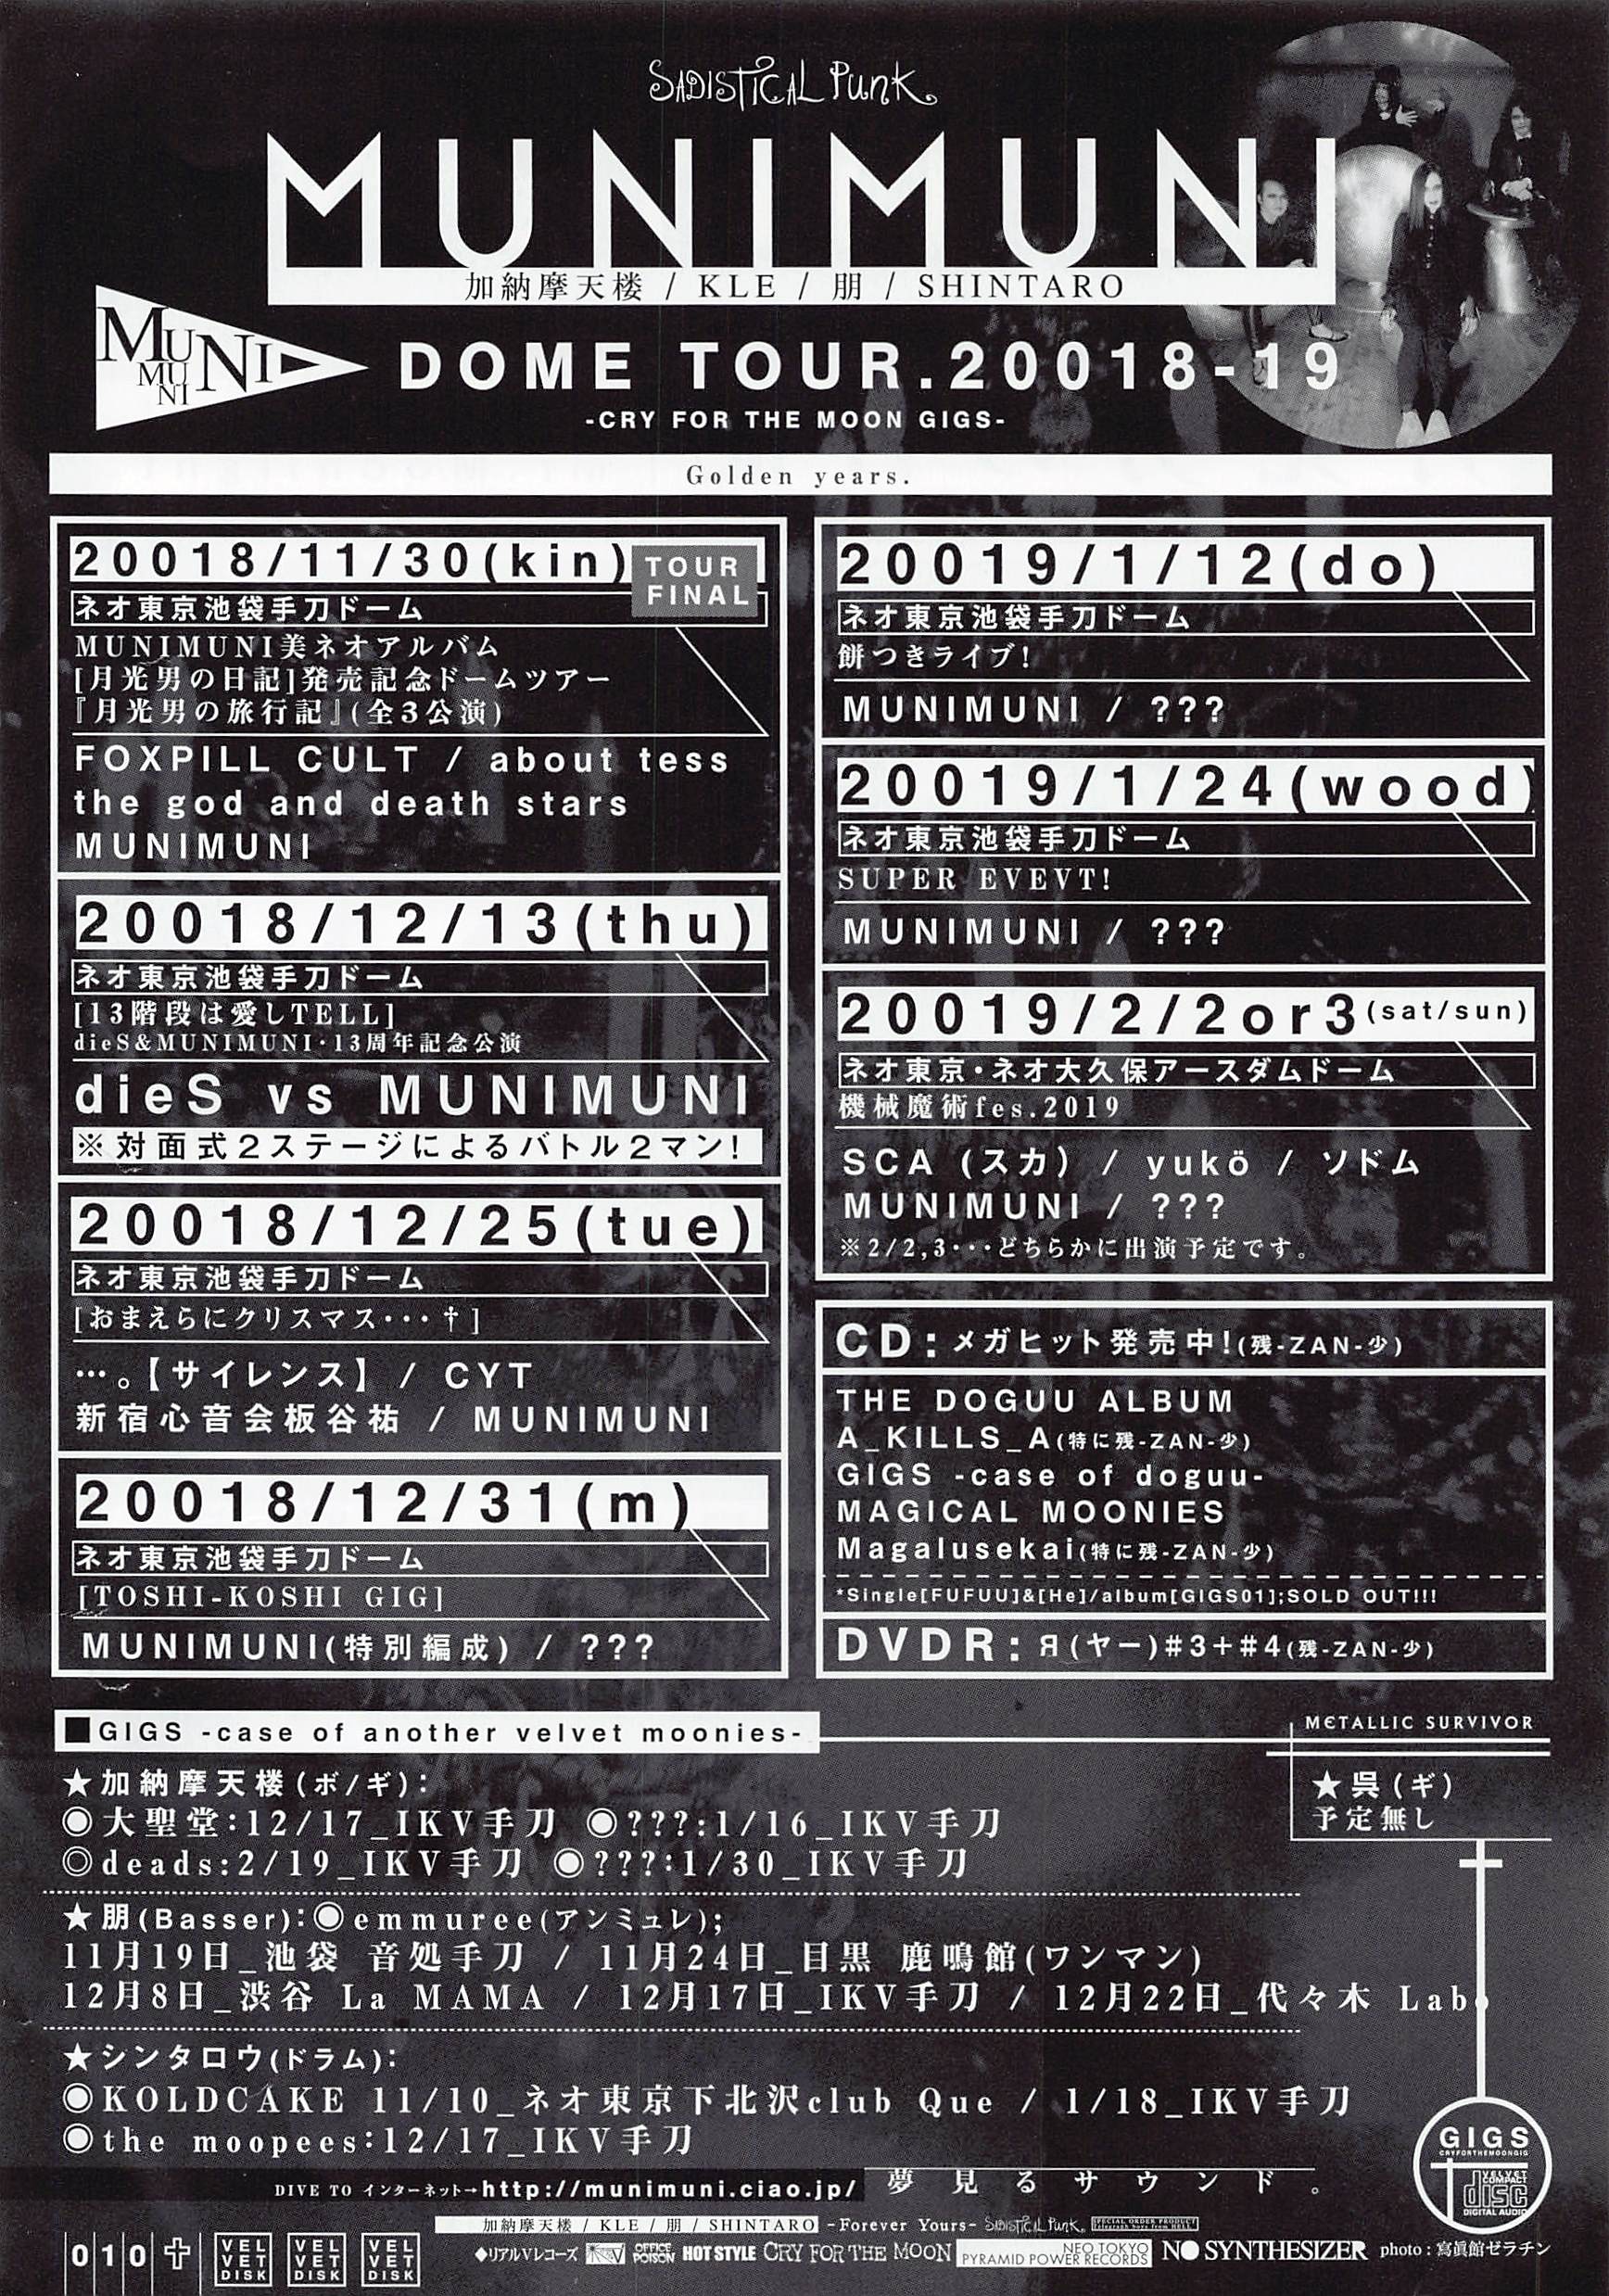 SADISTICAL PUNK
MUNIMUNI
加納摩天楼 / KLE / 朋 / SHINTARO
MUNIMUNI
DOME TOUR.20018-19
-CRY FOR THE MOON GIGS-
Golden years.
20018/11/30(kin)
TOUR
FINAL
ネオ東京池袋手刀ドーム
MUNIMUNI美ネオアルバム
[月光男の日記]発売記念ドームツアー
『月光男の旅行記』(全3公演)
FOXPILL CULT / about tess
the god and death stars
MUNIMUNI
20018/12/13(thu)
ネオ東京池袋手刀ドーム
[13階段は愛しTELL]
dieS&MUNIMUNI・13周年記念公演
dieS vs MUNIMUNI
※対面式2ステージによるバトル2マン!
20018/12/25(tue)
ネオ東京池袋手刀ドーム
[おまえらにクリスマス・・・†]
…。【サイレンス】 / CYT
新宿心音会板谷祐 / MUNIMUNI
20018/12/31(m)
ネオ東京池袋手刀ドーム
[TOSHI-KOSHI GIG]
MUNIMUNI(特別編成) / ???
20019/1/12(do)
ネオ東京池袋手刀ドーム
餅つきライブ!
MUNIMUNI / ???
20019/1/24(wood)
ネオ東京池袋手刀ドーム
SUPER EVEVT!
MUNIMUNI / ???
20019/2/2or3(sat/sun)
ネオ東京・ネオ大久保アースダムドーム
機械魔術fes.2019
SCA (スカ) / yukö / ソドム
MUNIMUNI / ???
※2/2,3・・・どちらかに出演予定です。
CD:メガヒット発売中!(残-ZAN-少)
THE DOGUU ALBUM
A_KILLS_A(特に残-ZAN-少)
GIGS -case of doguu-
MAGICAL MOONIES
Magalusekai(特に残-ZAN-少)
*Single[FUFUU]&[He]/album[GIGS01];SOLD OUT!!!
DVDR:Я(ヤー)#3+#4(残-ZAN-少)
■GIGS -case of another velvet moonies-
★加納摩天楼(ボ/ギ):
◉大聖堂:12/17_IKV手刀 ◉???:1/16_IKV手刀
◎deads:2/19_IKV手刀 ◉???:1/30_IKV手刀
METALLIC SURVIVOR
★呉(ギ)
予定無し
★朋(Basser):◉emmuree(アンミュレ);
11月19日_池袋 音処手刀 / 11月24日_目黒 鹿鳴館(ワンマン)
12月8日_渋谷 La MAMA / 12月17日_IKV手刀 / 12月22日_代々木 Labo
★シンタロウ(ドラム):
◉KOLDCAKE 11/10_ネオ東京下北沢club Que / 1/18_IKV手刀
◉the moopees:12/17_IKV手刀
GIGS
CRYFORTHEMOONGIG
VELVET
COMPACT
disc
DIGITAL AUDIO
DIVE TO インターネット→http://munimuni.ciao.jp/
夢見るサウンド。
加納摩天楼 / KLE / 朋 / SHINTARO -Forever Yours- SADISTICAL PUNK. SPECIAL ORDER PRODUCT
010
VELVET DISK VELVET DISK VELVET DISK
◆リアルVレコーズ OFFICE POISON HOT STYLE CRY FOR THE MOON NEO TOKYO PYRAMID POWER RECORDS NO SYNTHESIZER photo:寫眞館ゼラチン